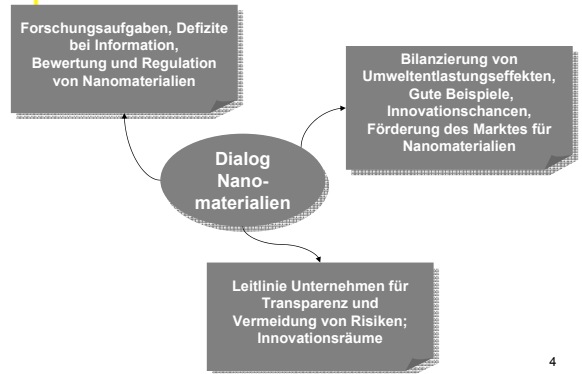 Forschungsaufgaben, Defizite
bei Information,
Bewertung und Regulation
von Nanomaterialien
Bilanzierung von
Umweltentlastungseffekten,
Gute Beispiele,
Innovationschancen,
Förderung des Marktes für
Nanomaterialien
Dialog
Nano-
materialien
Leitlinie Unternehmen für
Transparenz und
Vermeidung von Risiken;
Innovationsräume
4